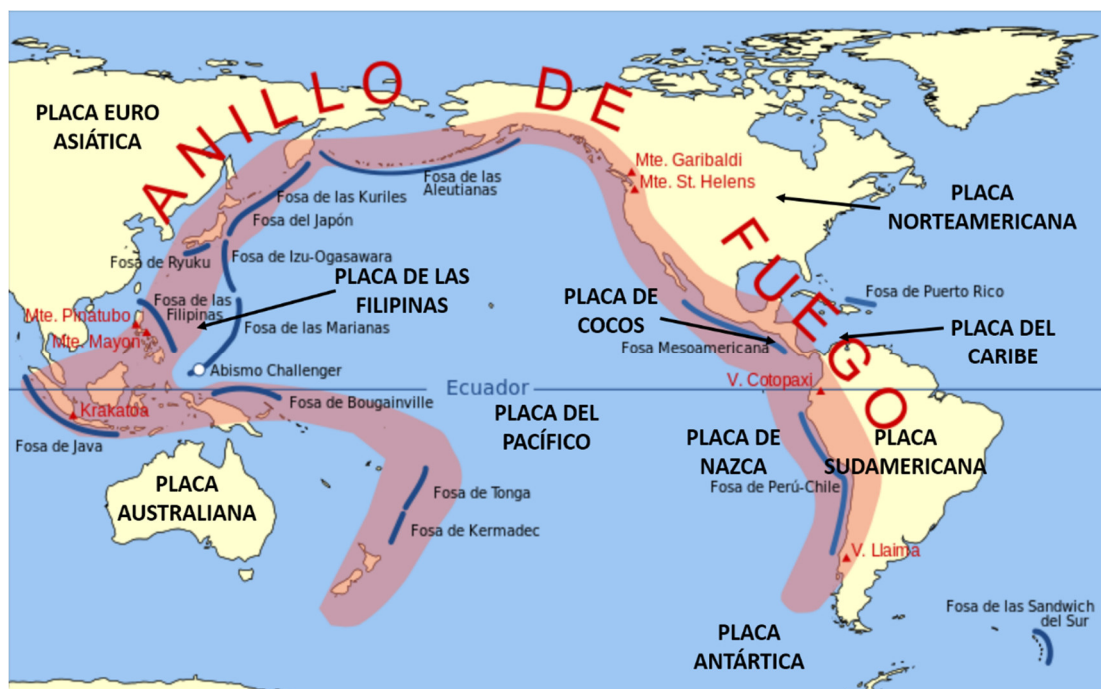 ANILLO DE FUEGO
PLACA EURO
ASIÁTICA
Mte. Garibaldi
Mte. St. Helens
Fosa de las
Aleutianas
Fosa de las Kuriles
PLACA
NORTEAMERICANA
Fosa del Japón
Fosa de Ryuku
Fosa de Izu-Ogasawara
PLACA DE LAS
FILIPINAS
Fosa de las
Filipinas
PLACA DE
COCOS
Fosa de Puerto Rico
Mte. Pinatubo
Mte. Mayon
Fosa de las Marianas
PLACA DEL
CARIBE
Fosa Mesoamericana
Abismo Challenger
V. Cotopaxi
Ecuador
Krakatoa
Fosa de Bougainville
PLACA DEL
PACÍFICO
Fosa de Java
PLACA DE
NAZCA
PLACA
SUDAMERICANA
PLACA
AUSTRALIANA
Fosa de Perú-Chile
Fosa de Tonga
Fosa de Kermadec
V. Llaima
Fosa de las Sandwich
del Sur
PLACA
ANTÁRTICA